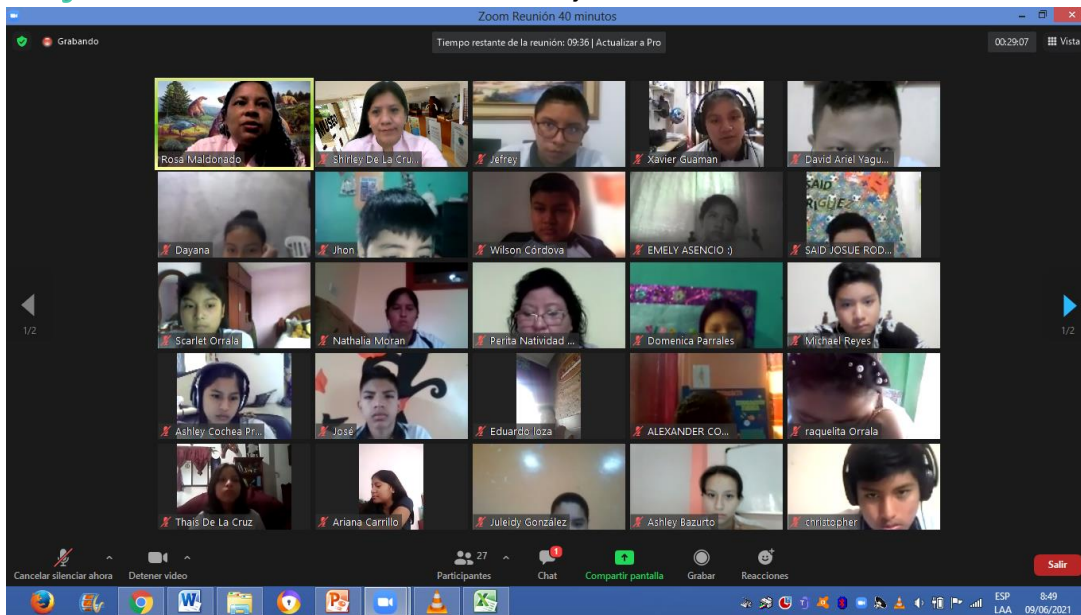 Zoom Reunión 40 minutos
Grabando
Tiempo restante de la reunión: 09:36 | Actualizar a Pro
00:29:07
Vista
Rosa Maldonado
Shirley De La Cru...
Jefrey
Xavier Guaman
David Ariel Yagu...
SAID
Dayana
Jhon
Wilson Córdova
EMELY ASENCIO :)
SAID JOSUE ROD...
1/2
Scarlet Orrala
Nathalia Moran
Perita Natividad ...
Domenica Parrales
Michael Reyes
1/2
Ashley Cochea Pr...
José
Eduardo loza
ALEXANDER CO...
raquelita Orrala
Thais De La Cruz
Ariana Carrillo
Juleidy González
Ashley Bazurto
christopher
Cancelar silenciar ahora
Detener video
27
Participantes
1
Chat
Compartir pantalla
Grabar
Reacciones
Salir
ESP
LAA
8:49
09/06/2021